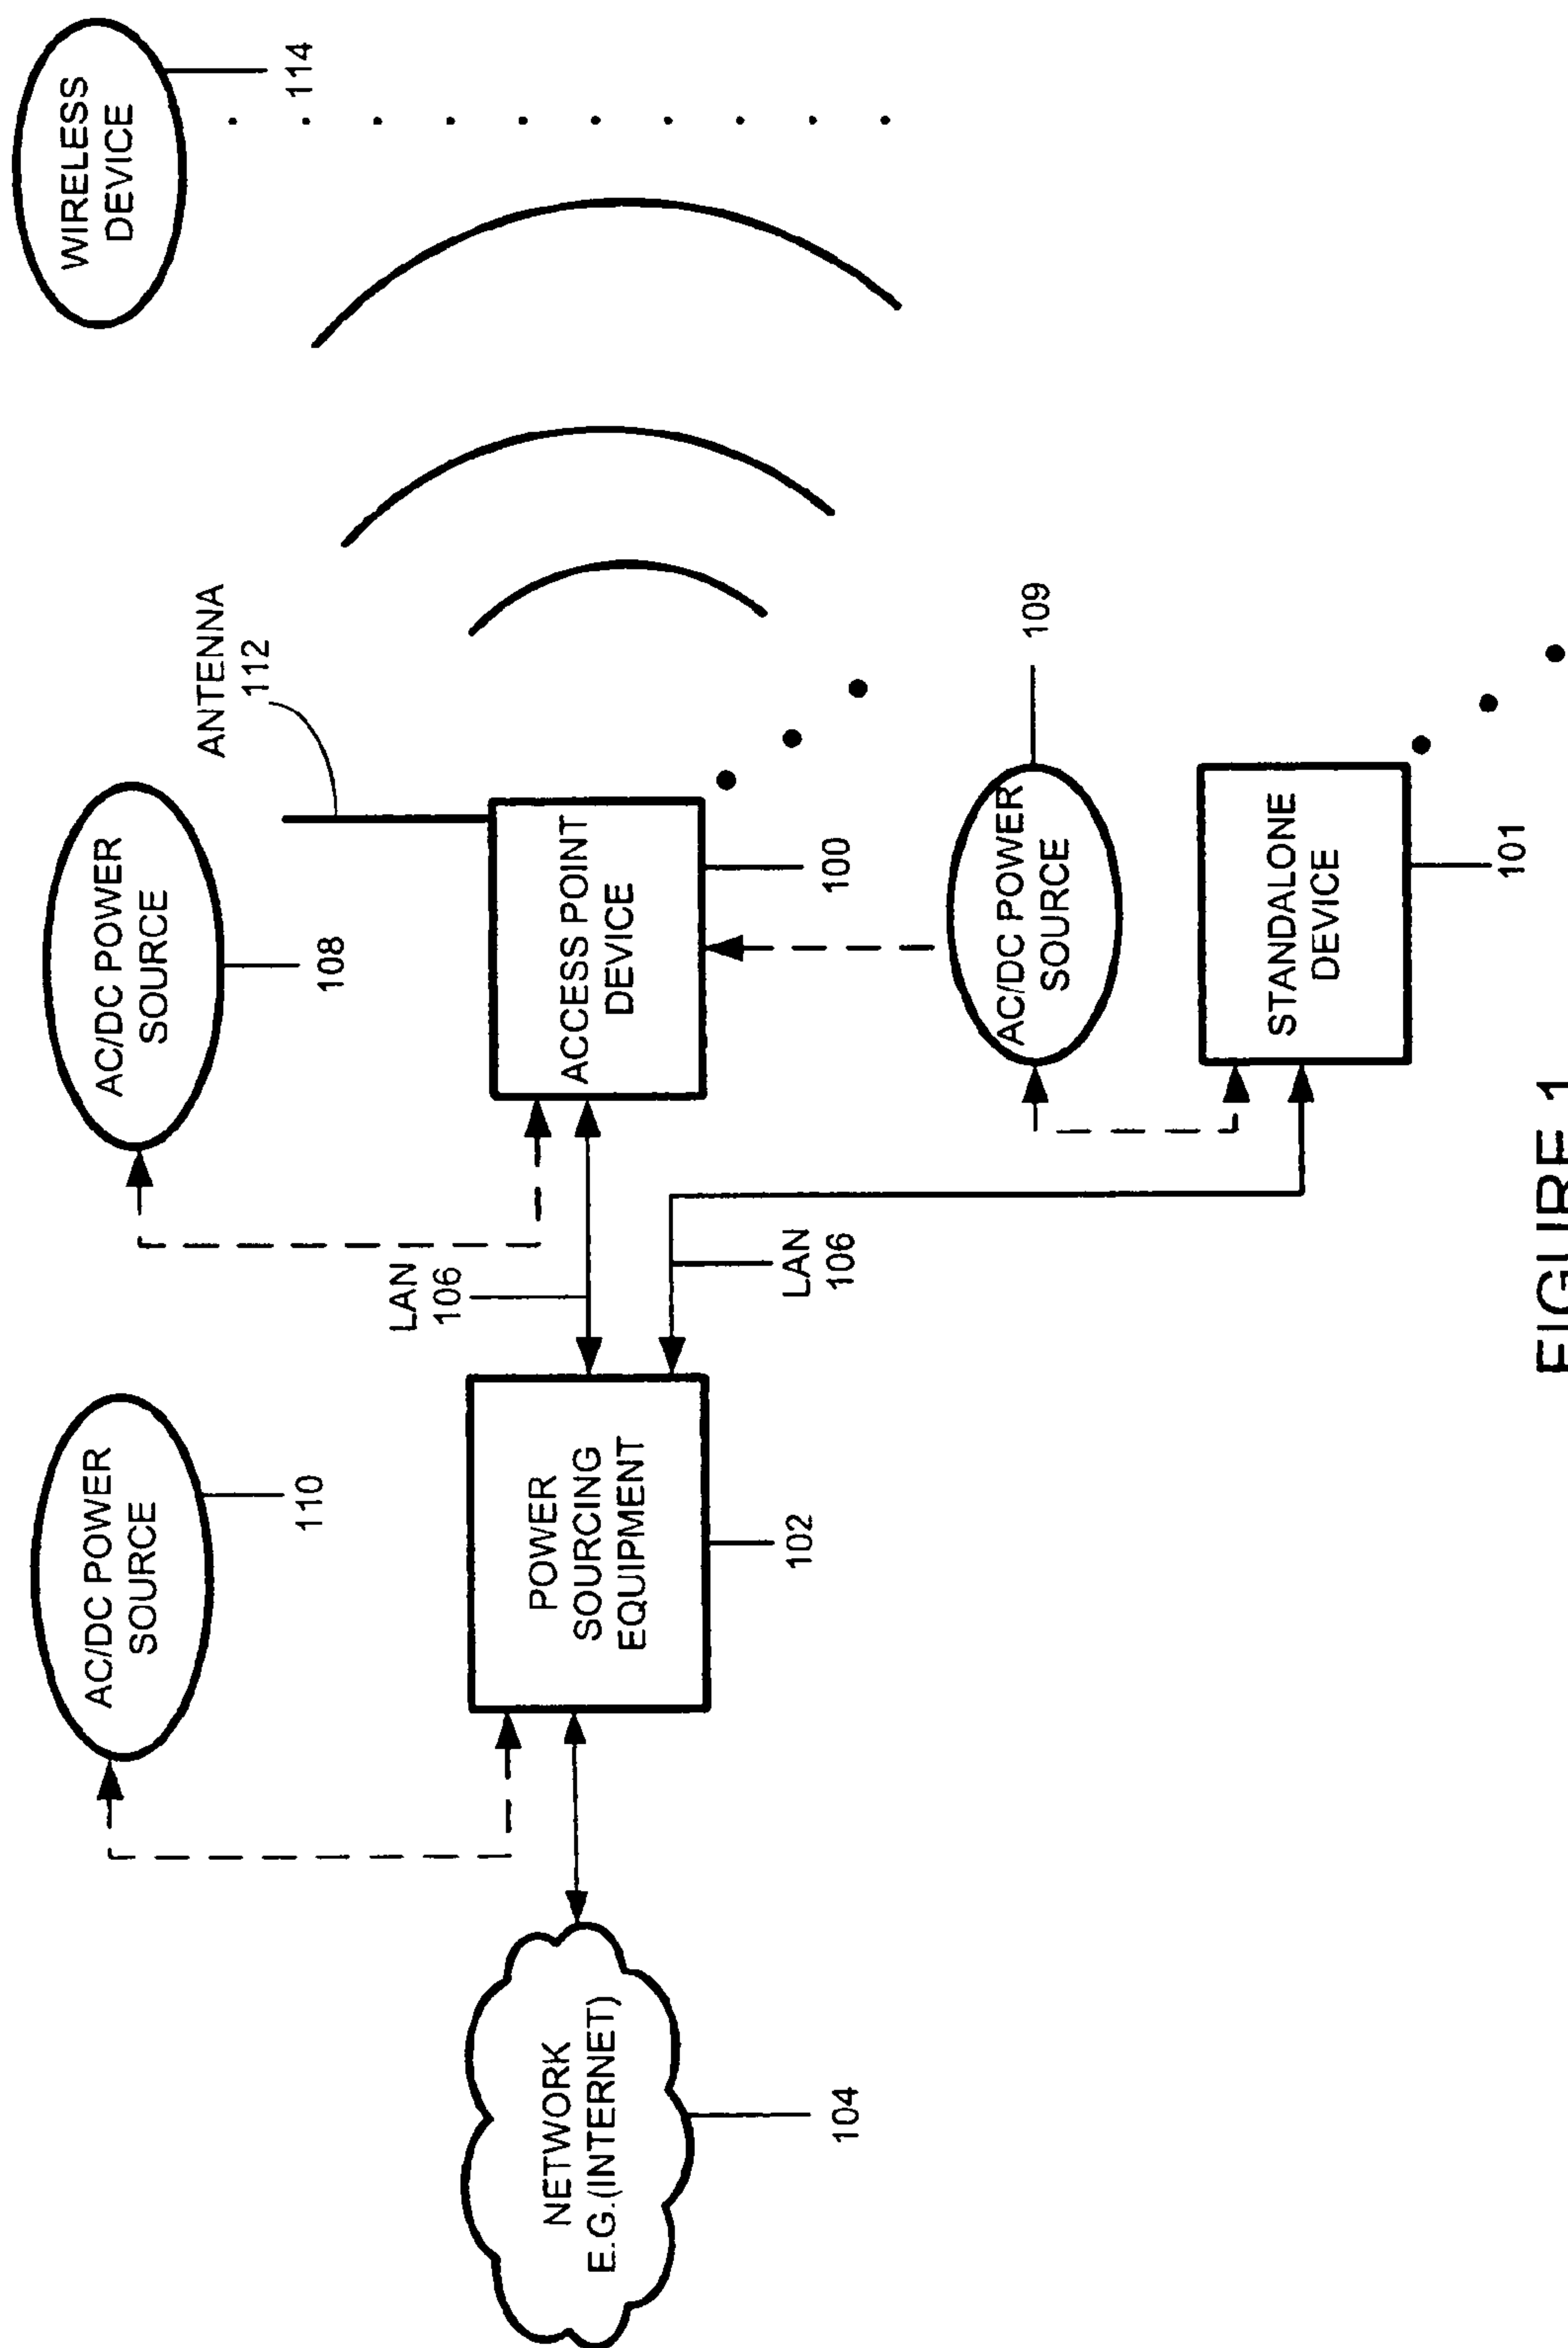 AC/DC POWER
SOURCE
110
AC/DC POWER
SOURCE
108
ANTENNA
112
WIRELESS
DEVICE
114
NETWORK
E.G.(INTERNET)
104
POWER
SOURCING
EQUIPMENT
102
LAN
106
LAN
106
ACCESS POINT
DEVICE
100
AC/DC POWER
SOURCE
109
STANDALONE
DEVICE
101
FIGURE 1